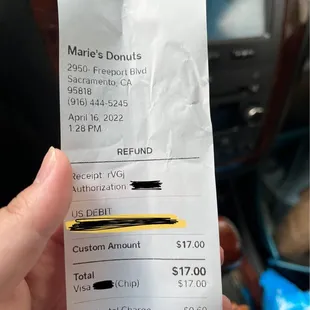 Marie's Donuts
2950 Freeport Blvd
Sacramento, CA
95818
(916) 444-5245
April 16, 2022
1:28 PM
REFUND
Receipt: rVGj
Authorization
US DEBIT
Custom Amount $17.00
Total $17.00
Visa (Chip) $17.00